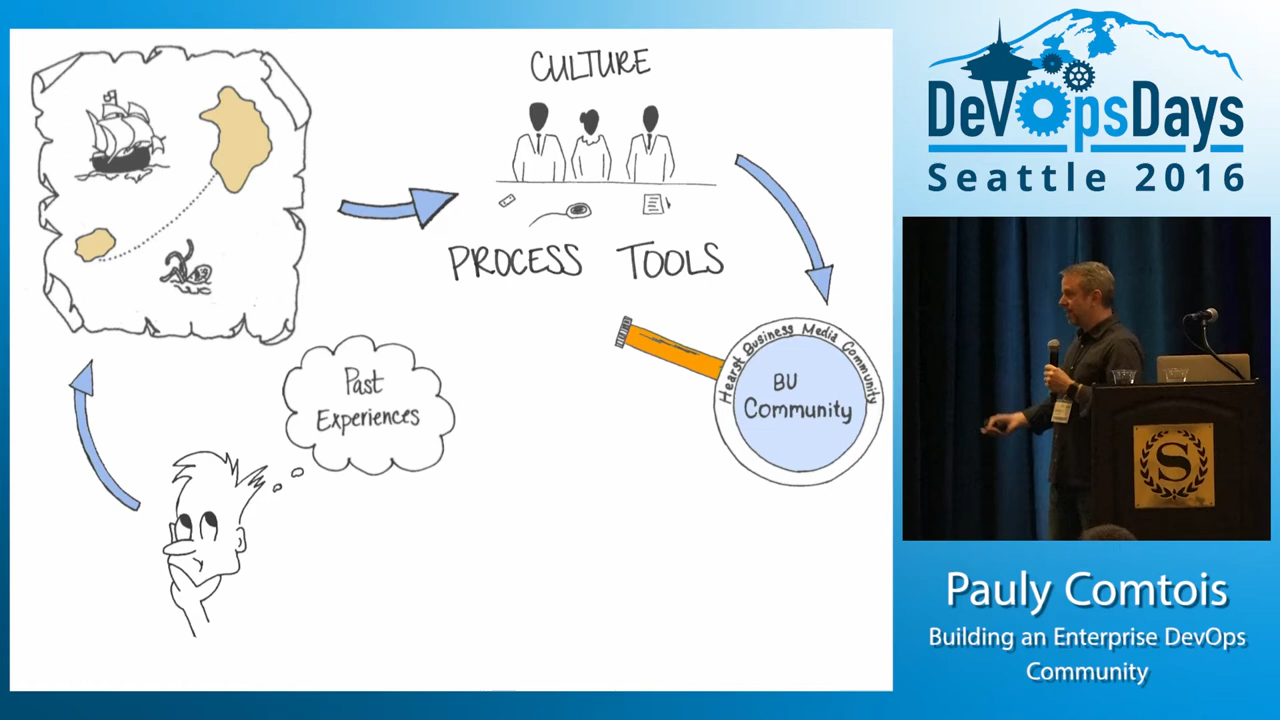 CULTURE
PROCESS TOOLS
Past
Experiences
Hearst Business Media Community
BU
Community
DevOpsDays
Seattle 2016
S
Pauly Comtois
Building an Enterprise DevOps
Community